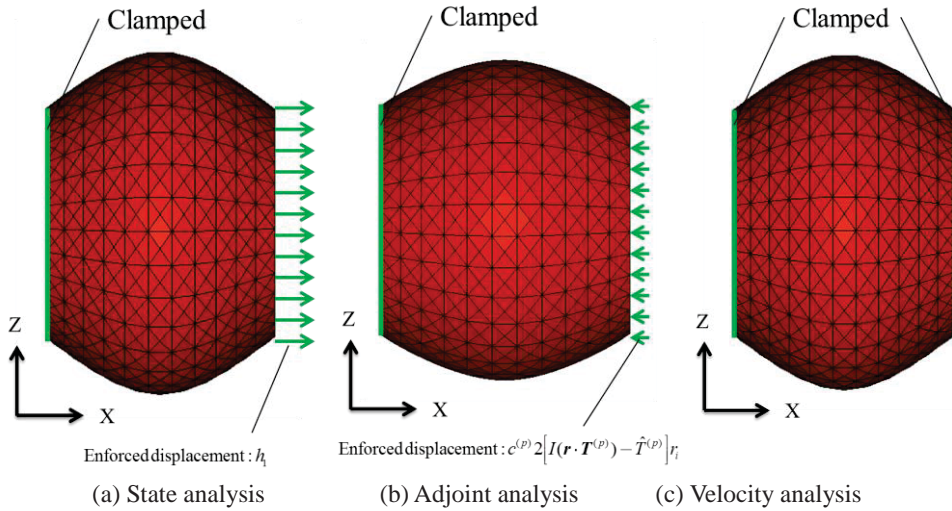 Clamped
Clamped
Clamped
Z
X
Z
X
Z
X
Enforced displacement : h₁
Enforced displacement : c⁽ᵖ⁾2[I(r · T⁽ᵖ⁾) − T̂⁽ᵖ⁾]rᵢ
(a) State analysis
(b) Adjoint analysis
(c) Velocity analysis